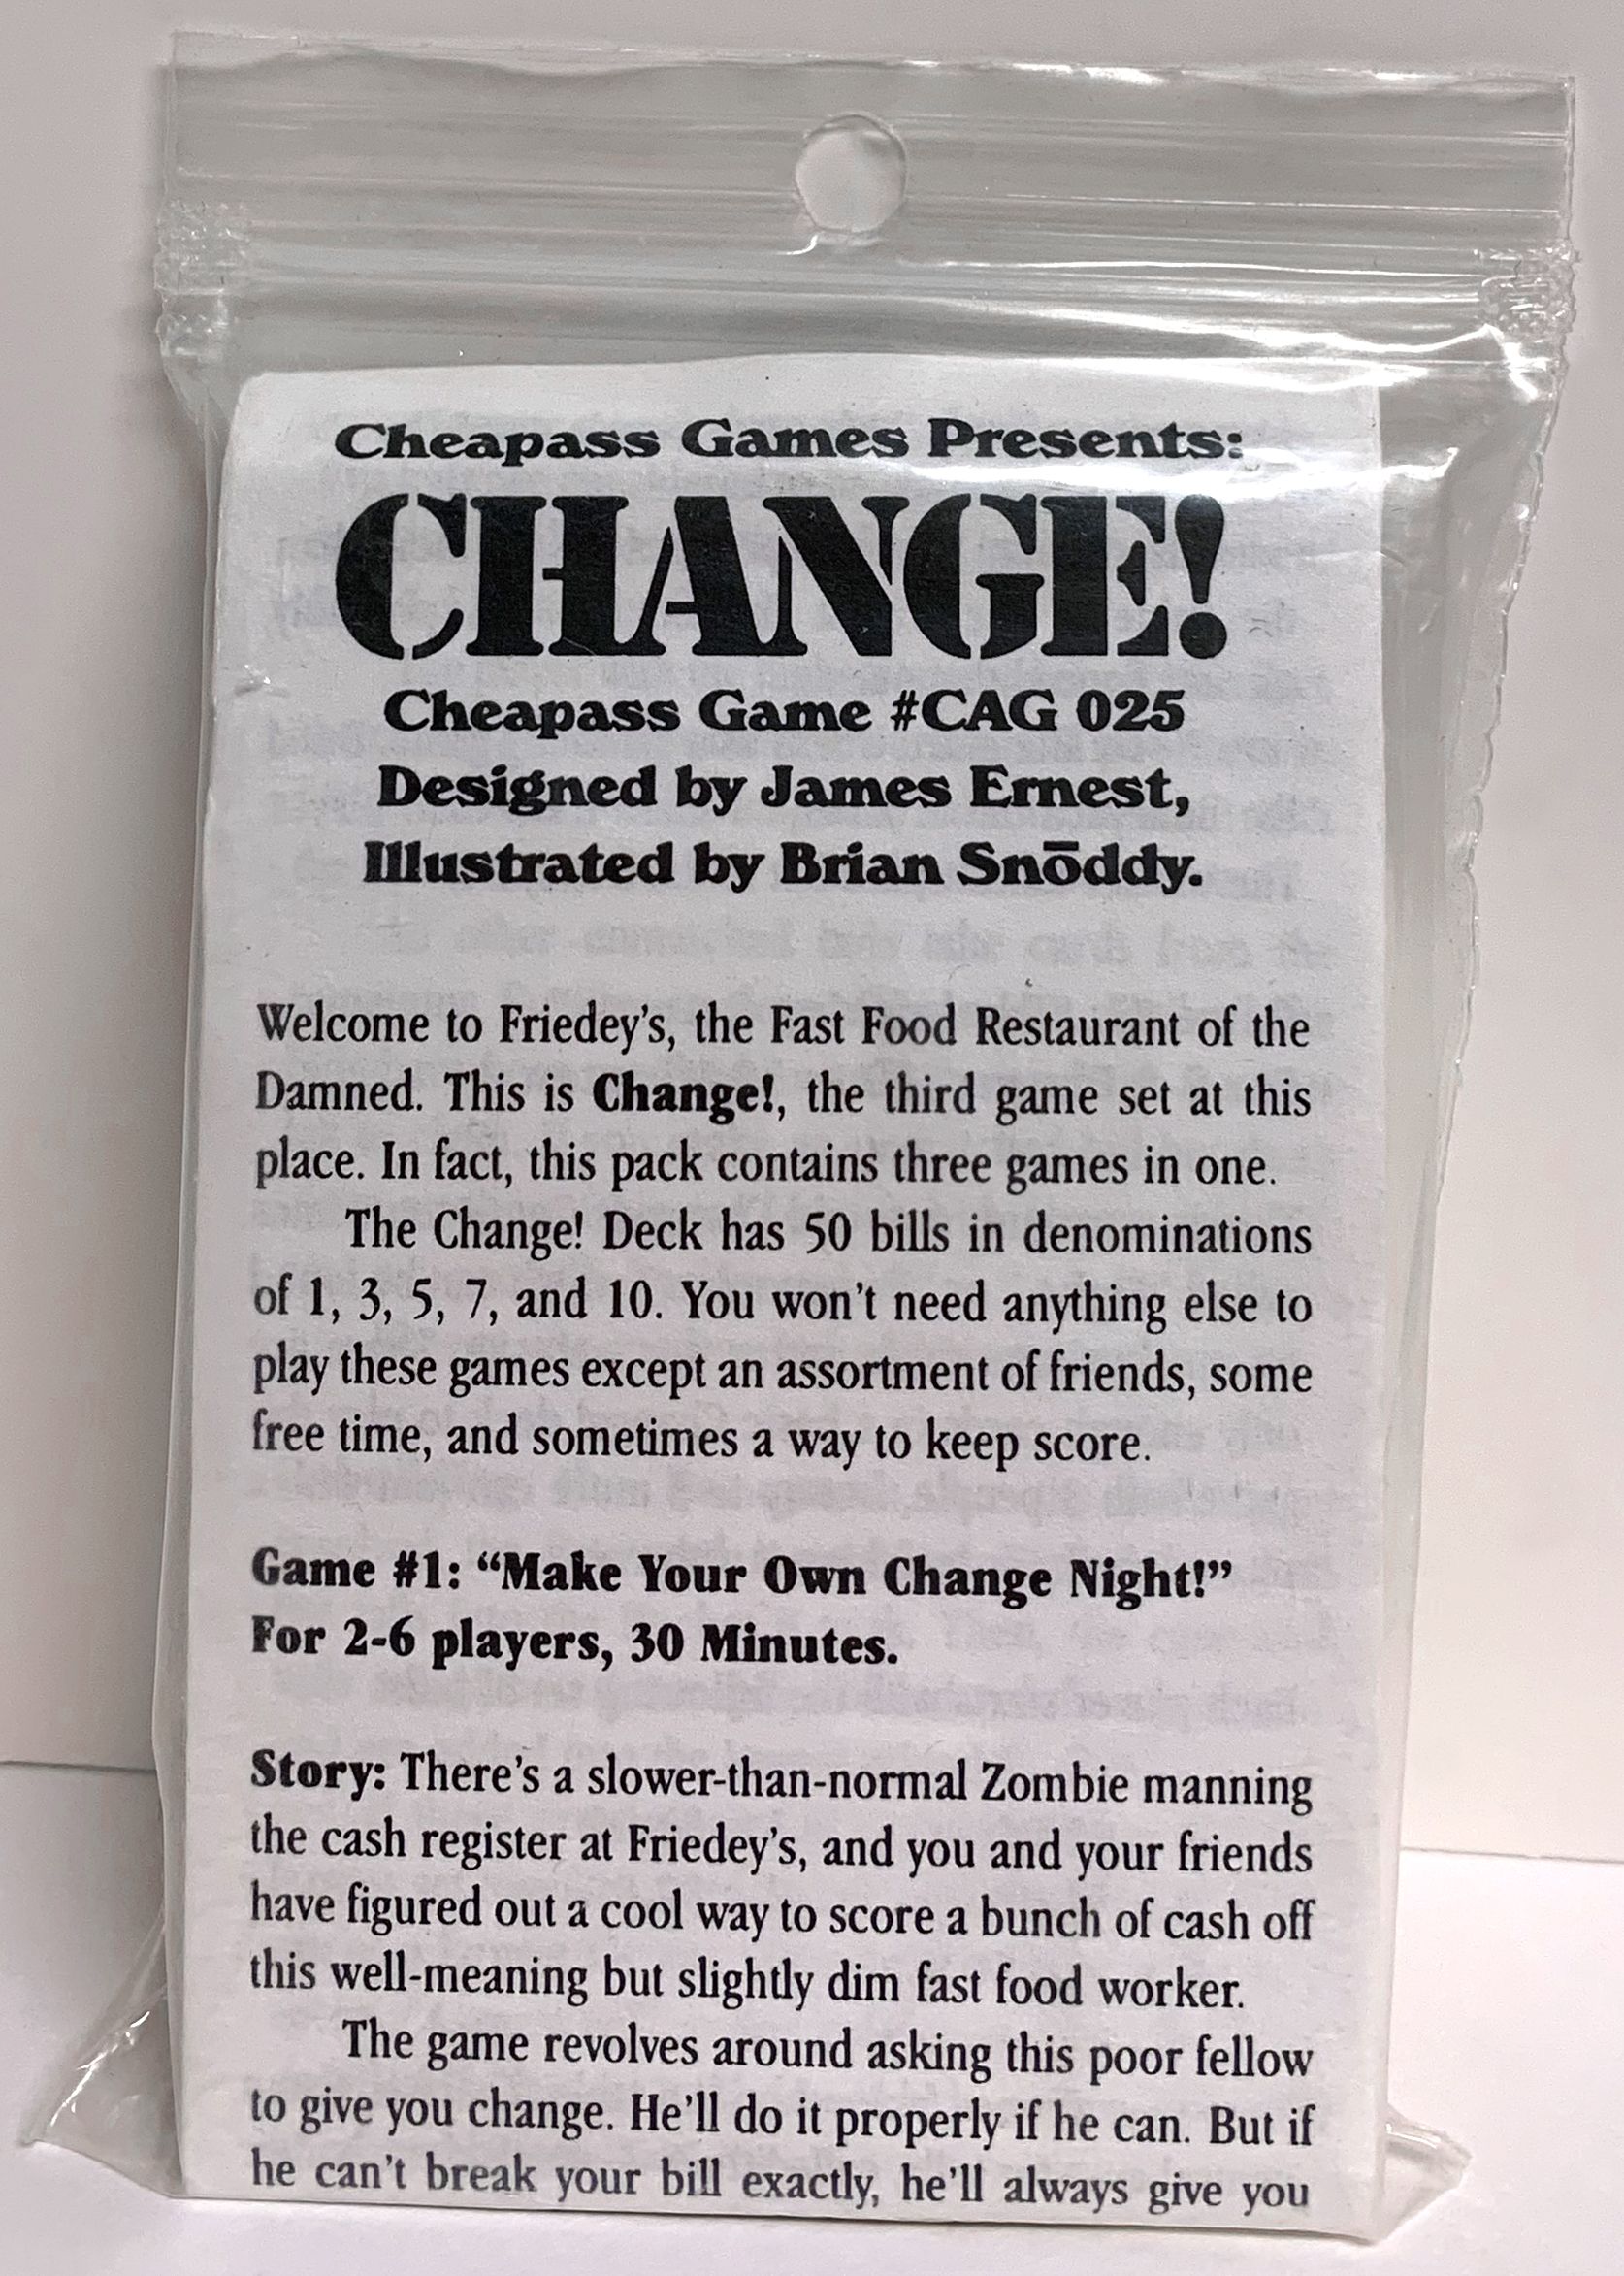 Cheapass Games Presents:
CHANGE!
Cheapass Game #CAG 025
Designed by James Ernest,
Illustrated by Brian Snōddy.
Welcome to Friedey's, the Fast Food Restaurant of the
Damned. This is Change!, the third game set at this
place. In fact, this pack contains three games in one.
The Change! Deck has 50 bills in denominations
of 1, 3, 5, 7, and 10. You won't need anything else to
play these games except an assortment of friends, some
free time, and sometimes a way to keep score.
Game #1: “Make Your Own Change Night!”
For 2-6 players, 30 Minutes.
Story: There's a slower-than-normal Zombie manning
the cash register at Friedey's, and you and your friends
have figured out a cool way to score a bunch of cash off
this well-meaning but slightly dim fast food worker.
The game revolves around asking this poor fellow
to give you change. He'll do it properly if he can. But if
he can't break your bill exactly, he'll always give you